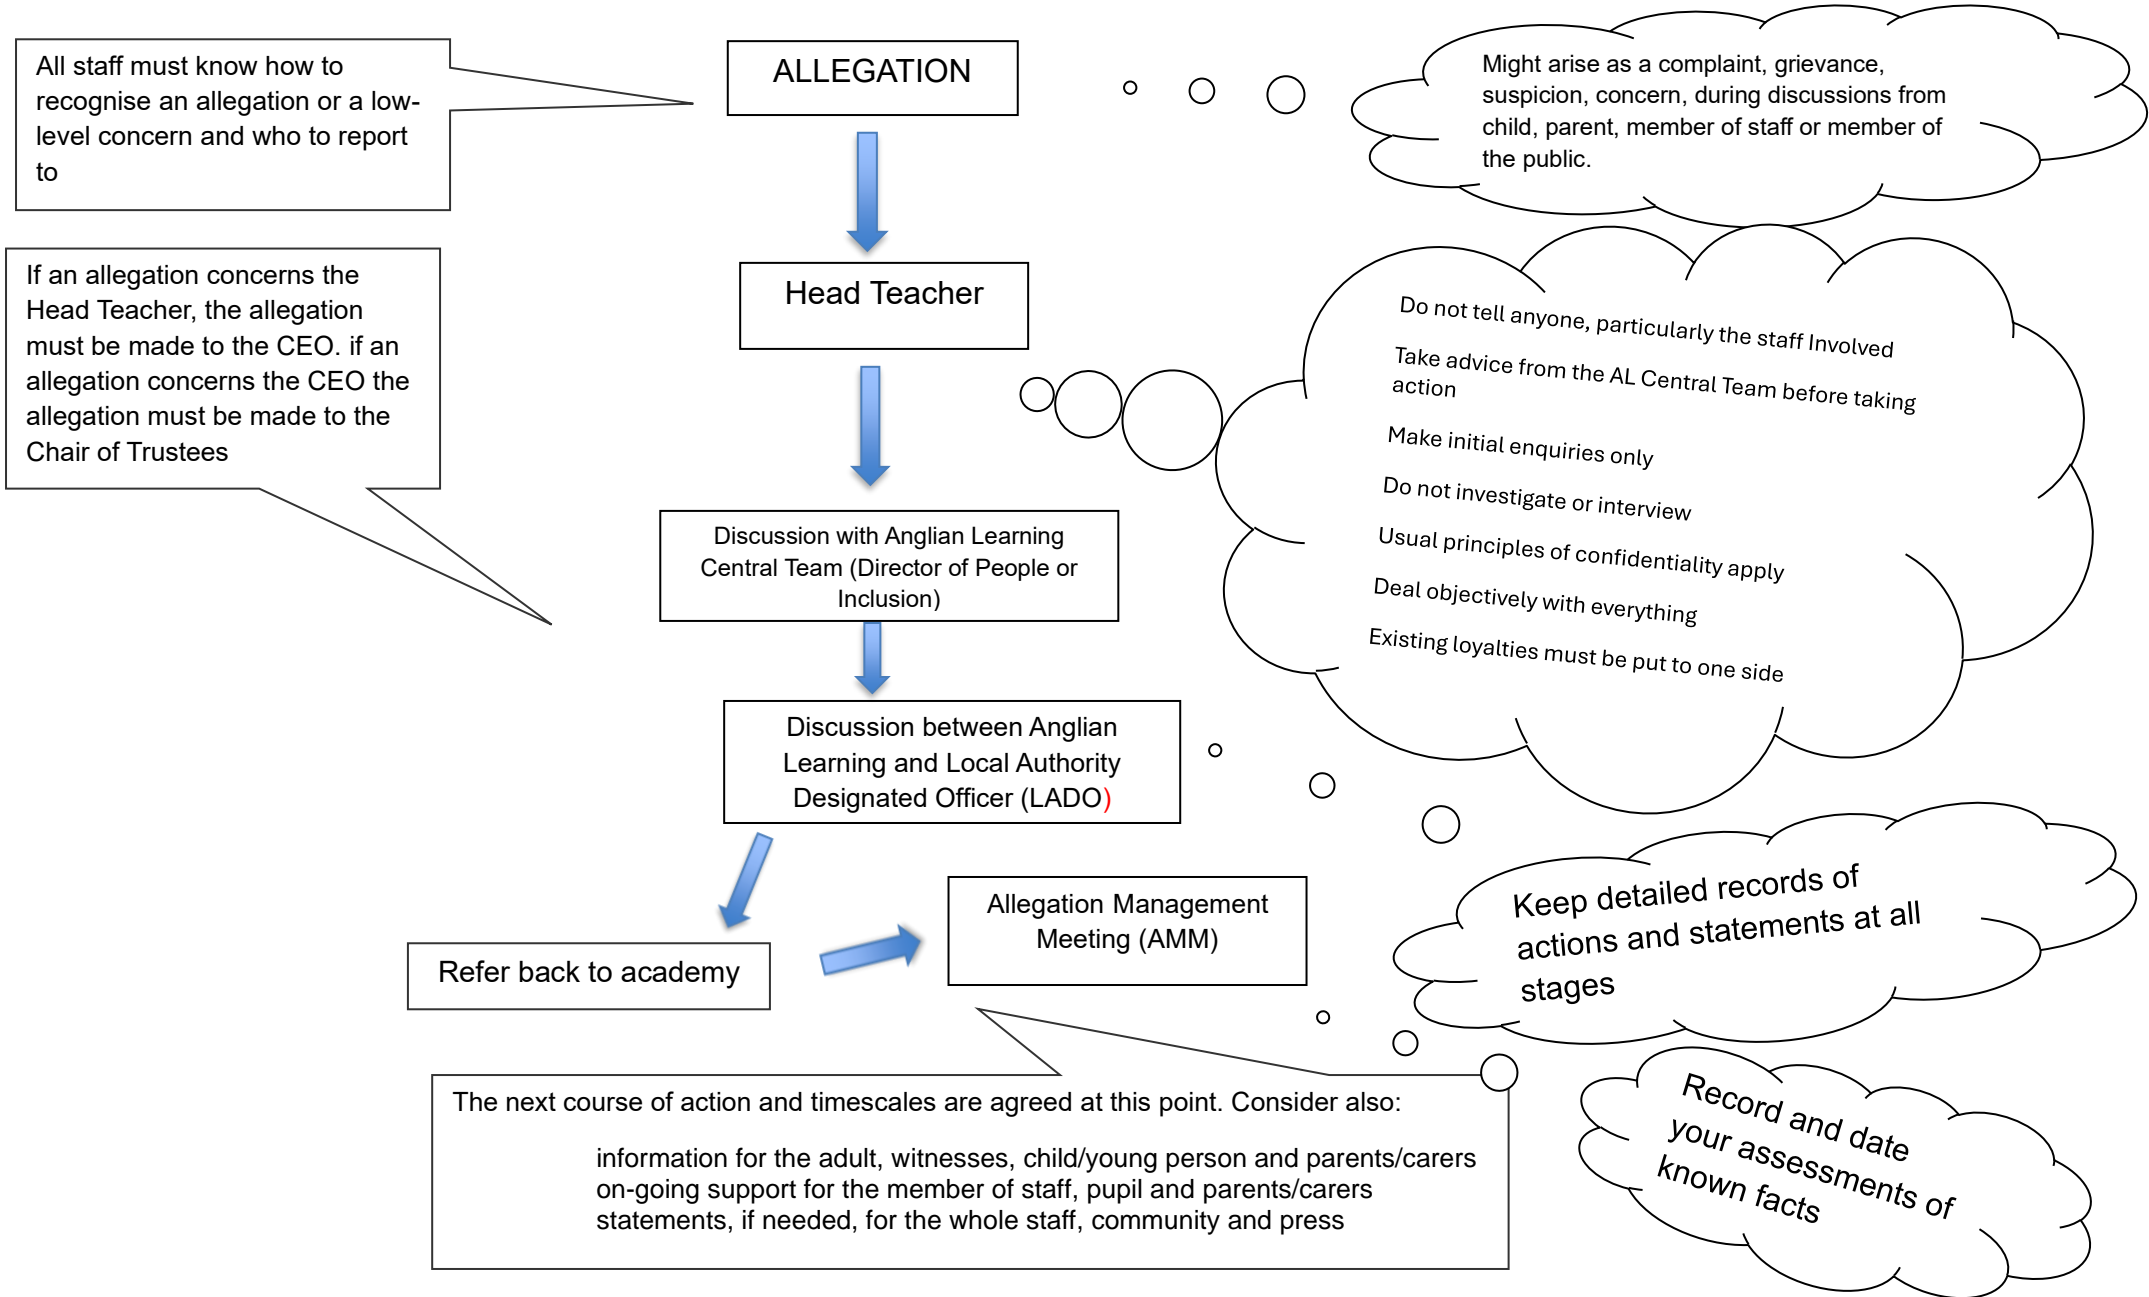 All staff must know how to
recognise an allegation or a low-
level concern and who to report
to
ALLEGATION
Might arise as a complaint, grievance,
suspicion, concern, during discussions from
child, parent, member of staff or member of
the public.
If an allegation concerns the
Head Teacher, the allegation
must be made to the CEO. if an
allegation concerns the CEO the
allegation must be made to the
Chair of Trustees
Head Teacher
Do not tell anyone, particularly the staff Involved
Take advice from the AL Central Team before taking
action
Make initial enquiries only
Do not investigate or interview
Usual principles of confidentiality apply
Deal objectively with everything
Existing loyalties must be put to one side
Discussion with Anglian Learning
Central Team (Director of People or
Inclusion)
Discussion between Anglian
Learning and Local Authority
Designated Officer (LADO)
Refer back to academy
Allegation Management
Meeting (AMM)
Keep detailed records of
actions and statements at all
stages
The next course of action and timescales are agreed at this point. Consider also:
information for the adult, witnesses, child/young person and parents/carers
on-going support for the member of staff, pupil and parents/carers
statements, if needed, for the whole staff, community and press
Record and date
your assessments of
known facts